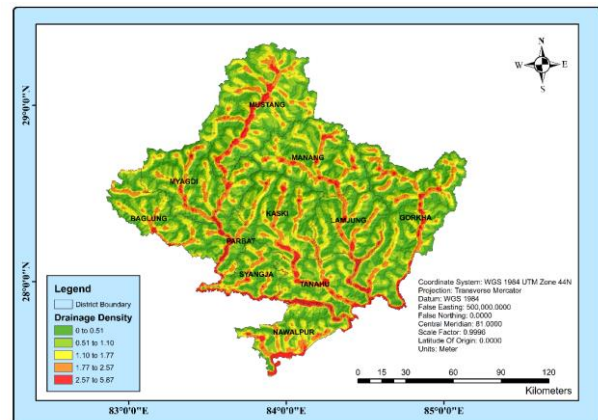 N
W E
S
29°0'0"N
28°0'0"N
MUSTANG
MANANG
MYAGDI
BAGLUNG
NASKI
LAMJUNG
GORKHA
PARBAT
SYANGJA
TANAHU
NAWALPUR
Legend
District Boundary
Drainage Density
0 to 0.51
0.51 to 1.10
1.10 to 1.77
1.77 to 2.57
2.57 to 5.87
Coordinate System: WGS 1984 UTM Zone 44N
Projection: Transverse Mercator
Datum: WGS 1984
False Easting: 500,000.0000
False Northing: 0.0000
Central Meridian: 81.0000
Scale Factor: 0.9996
Latitude Of Origin: 0.0000
Units: Meter
0 15 30 60 90 120
Kilometers
83°0'0"E 84°0'0"E 85°0'0"E